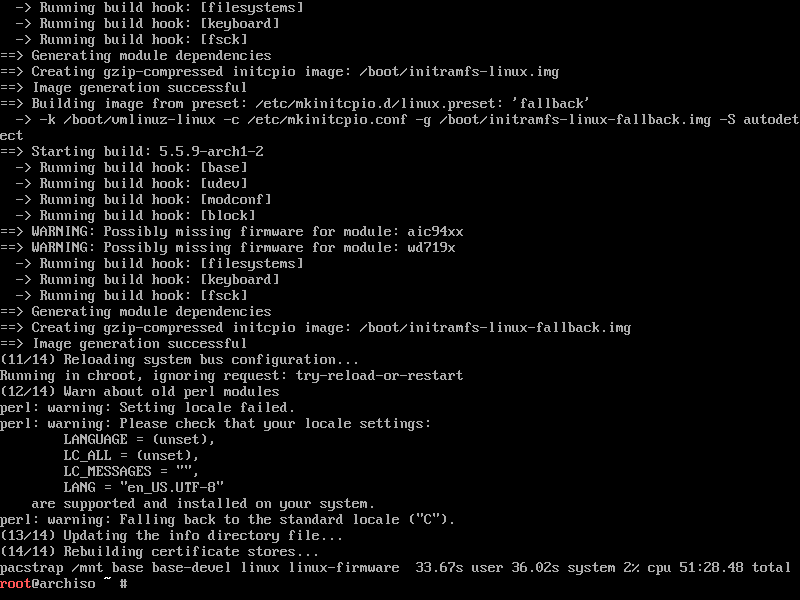 -> Running build hook: [filesystems]
-> Running build hook: [keyboard]
-> Running build hook: [fsck]
==> Generating module dependencies
==> Creating gzip-compressed initcpio image: /boot/initramfs-linux.img
==> Image generation successful
==> Building image from preset: /etc/mkinitcpio.d/linux.preset: 'fallback'
-> -k /boot/vmlinuz-linux -c /etc/mkinitcpio.conf -g /boot/initramfs-linux-fallback.img -S autodet
ect
==> Starting build: 5.5.9-arch1-2
-> Running build hook: [base]
-> Running build hook: [udev]
-> Running build hook: [modconf]
-> Running build hook: [block]
==> WARNING: Possibly missing firmware for module: aic94xx
==> WARNING: Possibly missing firmware for module: wd719x
-> Running build hook: [filesystems]
-> Running build hook: [keyboard]
-> Running build hook: [fsck]
==> Generating module dependencies
==> Creating gzip-compressed initcpio image: /boot/initramfs-linux-fallback.img
==> Image generation successful
(11/14) Reloading system bus configuration...
Running in chroot, ignoring request: try-reload-or-restart
(12/14) Warn about old perl modules
perl: warning: Setting locale failed.
perl: warning: Please check that your locale settings:
LANGUAGE = (unset),
LC_ALL = (unset),
LC_MESSAGES = "",
LANG = "en_US.UTF-8"
are supported and installed on your system.
perl: warning: Falling back to the standard locale ("C").
(13/14) Updating the info directory file...
(14/14) Rebuilding certificate stores...
pacstrap /mnt base base-devel linux linux-firmware  33.67s user 36.02s system 2% cpu 51:28.48 total
root@archiso ~ #